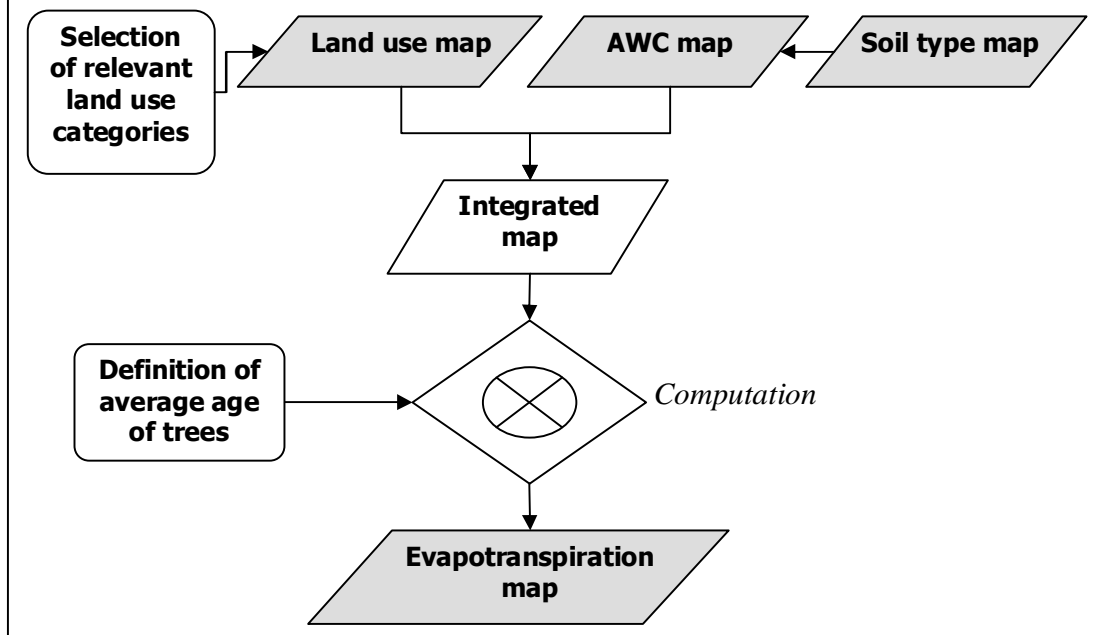 Selection
of relevant
land use
categories
Land use map
AWC map
Soil type map
Integrated
map
Definition of
average age
of trees
Computation
Evapotranspiration
map